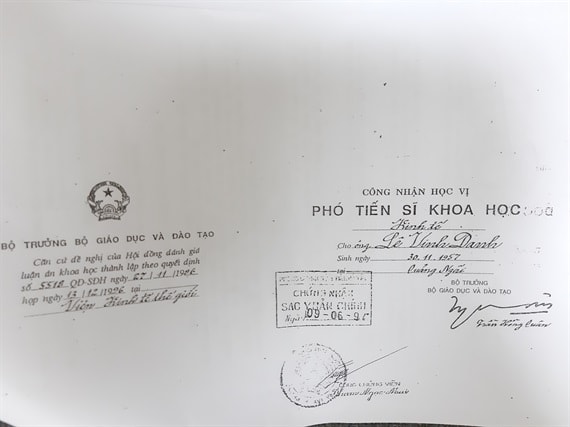 BỘ TRƯỞNG BỘ GIÁO DỤC VÀ ĐÀO TẠO
Căn cứ đề nghị của Hội đồng đánh giá
luận án khoa học thành lập theo quyết định
số 5518 QD-SDH ngày 27/11/1996
họp ngày 13/12/1996 tại
Viện Kinh tế thế giới
CÔNG NHẬN HỌC VỊ
PHÓ TIẾN SĨ KHOA HỌC
Kinh tế
Cho ông Lê Vinh Danh
Sinh ngày 30.11.1957
tại Quảng Ngãi
BỘ TRƯỞNG
BỘ GIÁO DỤC VÀ ĐÀO TẠO
Trần Hồng Quân
CHỨNG NHẬN
SAO Y BẢN CHÍNH
Ngày 09-06-97
CÔNG CHỨNG VIÊN